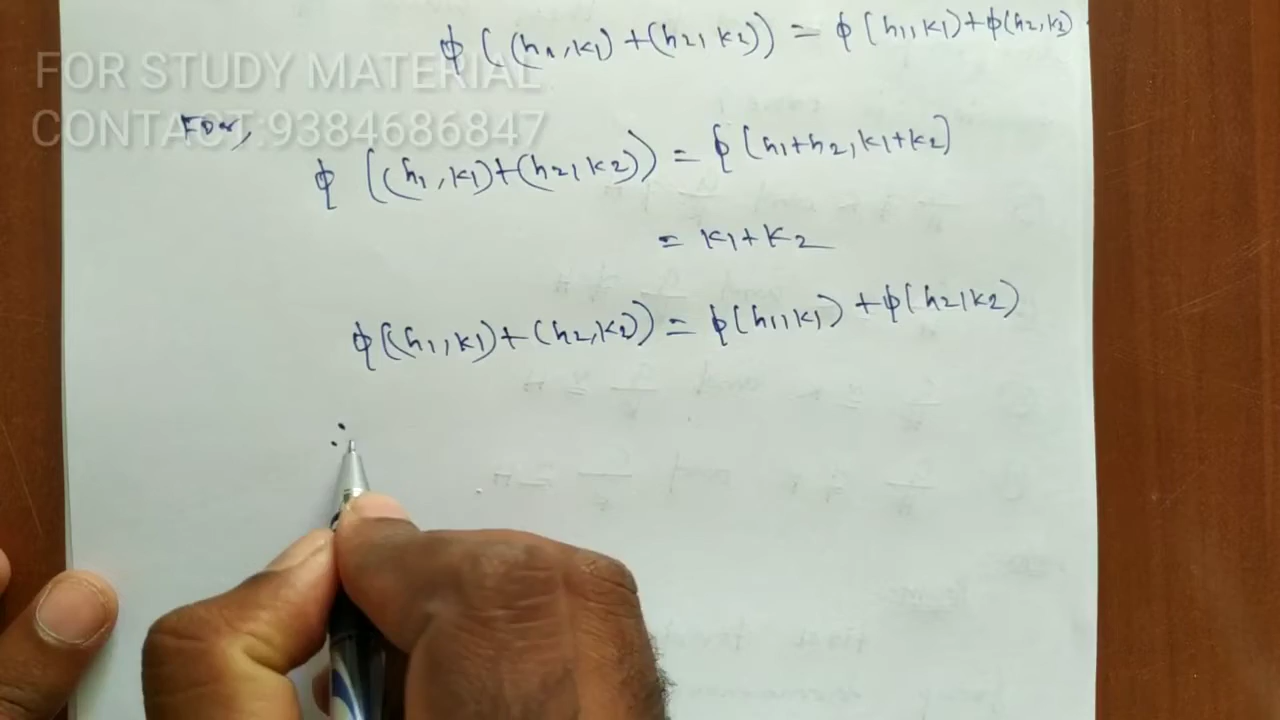 ϕ ((h1,k1)+(h2,k2)) = ϕ(h1,k1)+ϕ(h2,k2)
FOR STUDY MATERIAL
CONTACT:9384686847
For,
ϕ ((h1,k1)+(h2,k2)) = ϕ(h1+h2,k1+k2)
= k1+k2
ϕ((h1,k1)+(h2,k2)) = ϕ(h1,k1) +ϕ(h2,k2)
∴